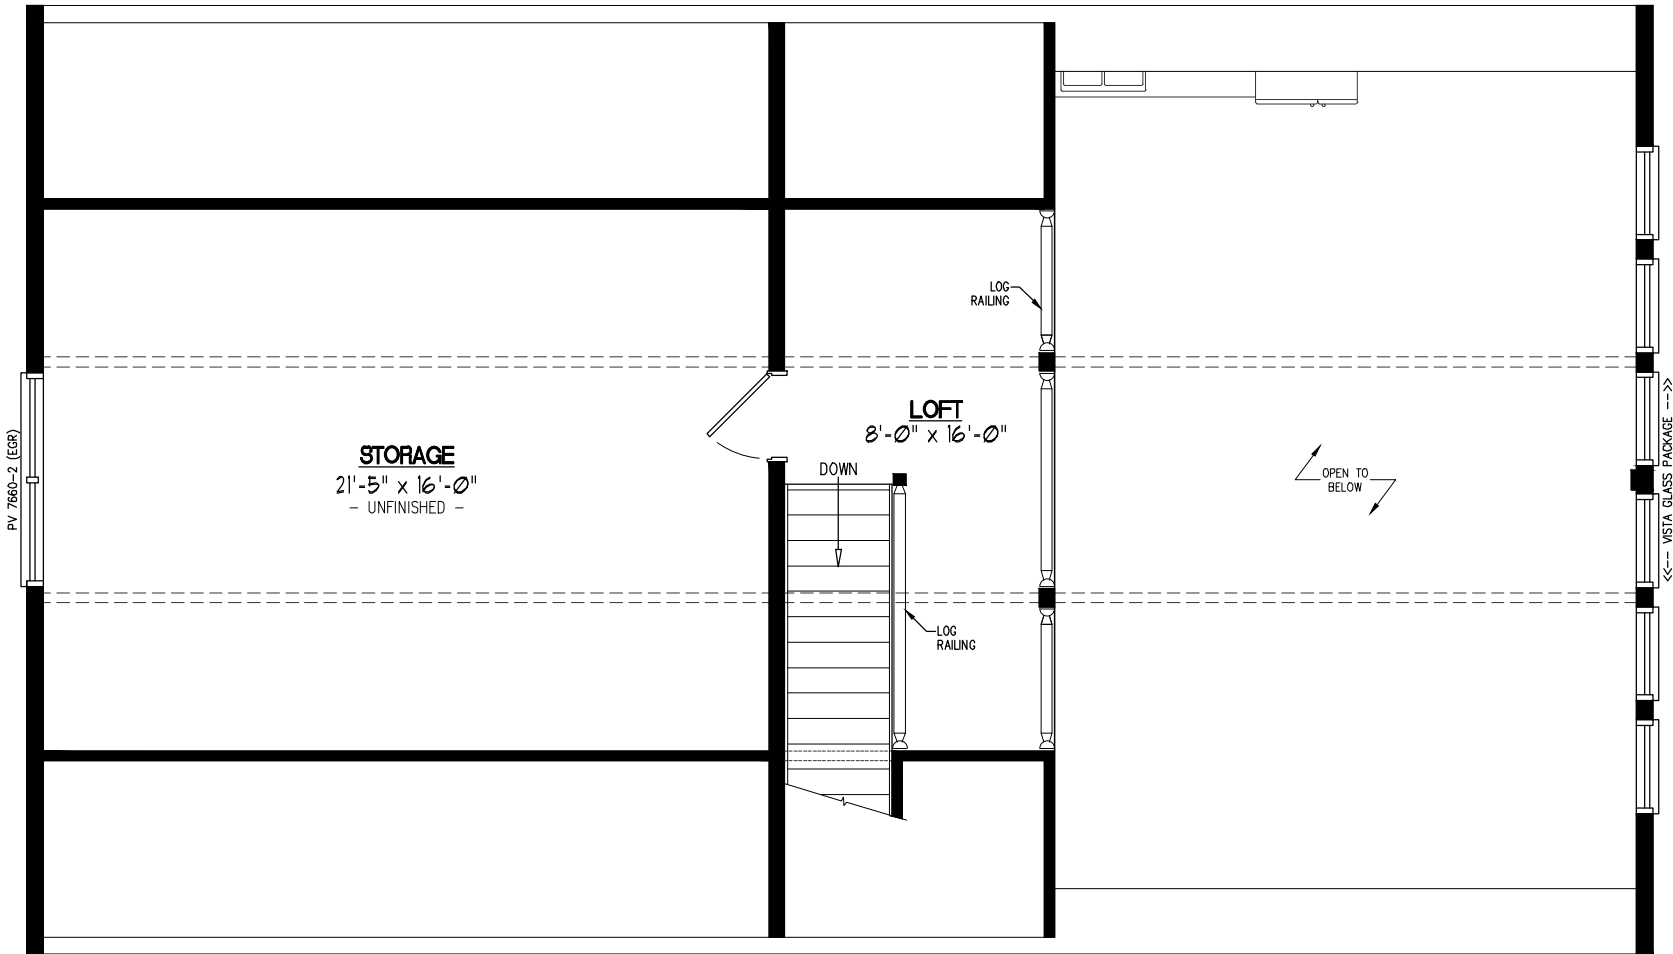 LOG
RAILING
LOFT
8'-0" x 16'-0"
STORAGE
21'-5" x 16'-0"
- UNFINISHED -
DOWN
LOG
RAILING
OPEN TO
BELOW
PV 7660-2 (EGR)
<<-- VISTA GLASS PACKAGE -->>